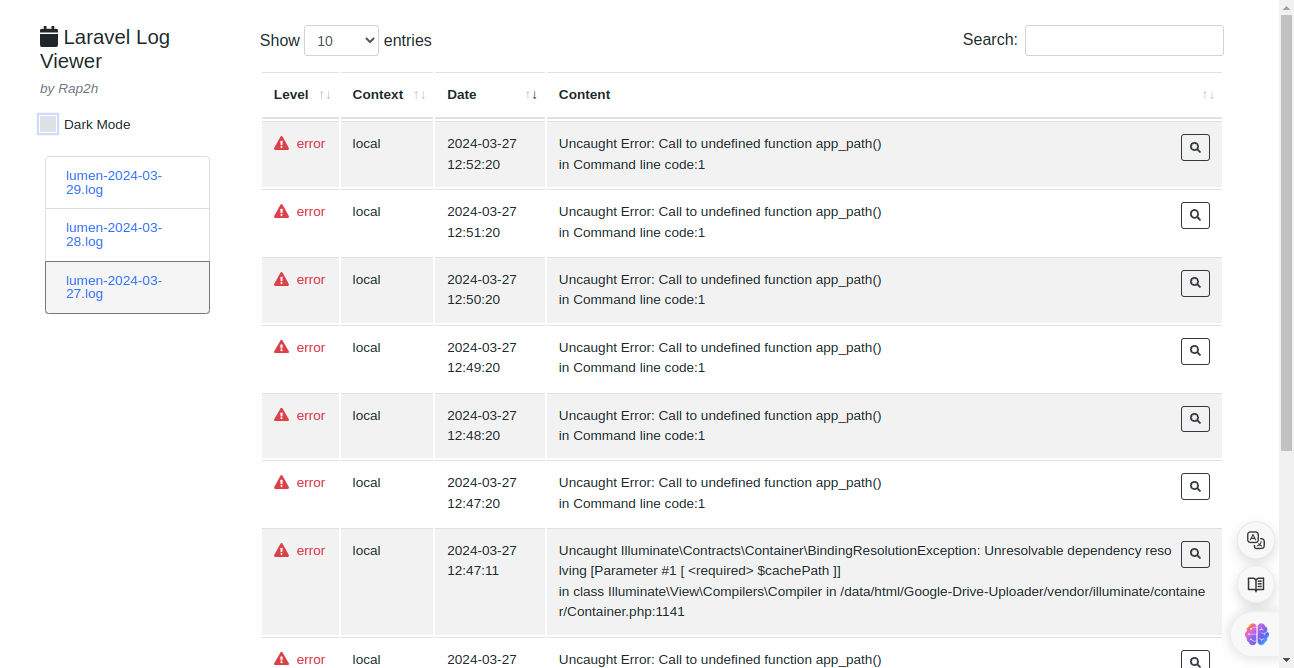 Laravel Log
Viewer
by Rap2h
Dark Mode
lumen-2024-03-
29.log
lumen-2024-03-
28.log
lumen-2024-03-
27.log
Show 10 entries
Search:
Level Context Date Content
error local 2024-03-27 Uncaught Error: Call to undefined function app_path()
12:52:20 in Command line code:1
error local 2024-03-27 Uncaught Error: Call to undefined function app_path()
12:51:20 in Command line code:1
error local 2024-03-27 Uncaught Error: Call to undefined function app_path()
12:50:20 in Command line code:1
error local 2024-03-27 Uncaught Error: Call to undefined function app_path()
12:49:20 in Command line code:1
error local 2024-03-27 Uncaught Error: Call to undefined function app_path()
12:48:20 in Command line code:1
error local 2024-03-27 Uncaught Error: Call to undefined function app_path()
12:47:20 in Command line code:1
error local 2024-03-27 Uncaught Illuminate\Contracts\Container\BindingResolutionException: Unresolvable dependency reso
12:47:11 lving [Parameter #1 [ <required> $cachePath ]]
in class Illuminate\View\Compilers\Compiler in /data/html/Google-Drive-Uploader/vendor/illuminate/containe
r/Container.php:1141
error local 2024-03-27 Uncaught Error: Call to undefined function app_path()